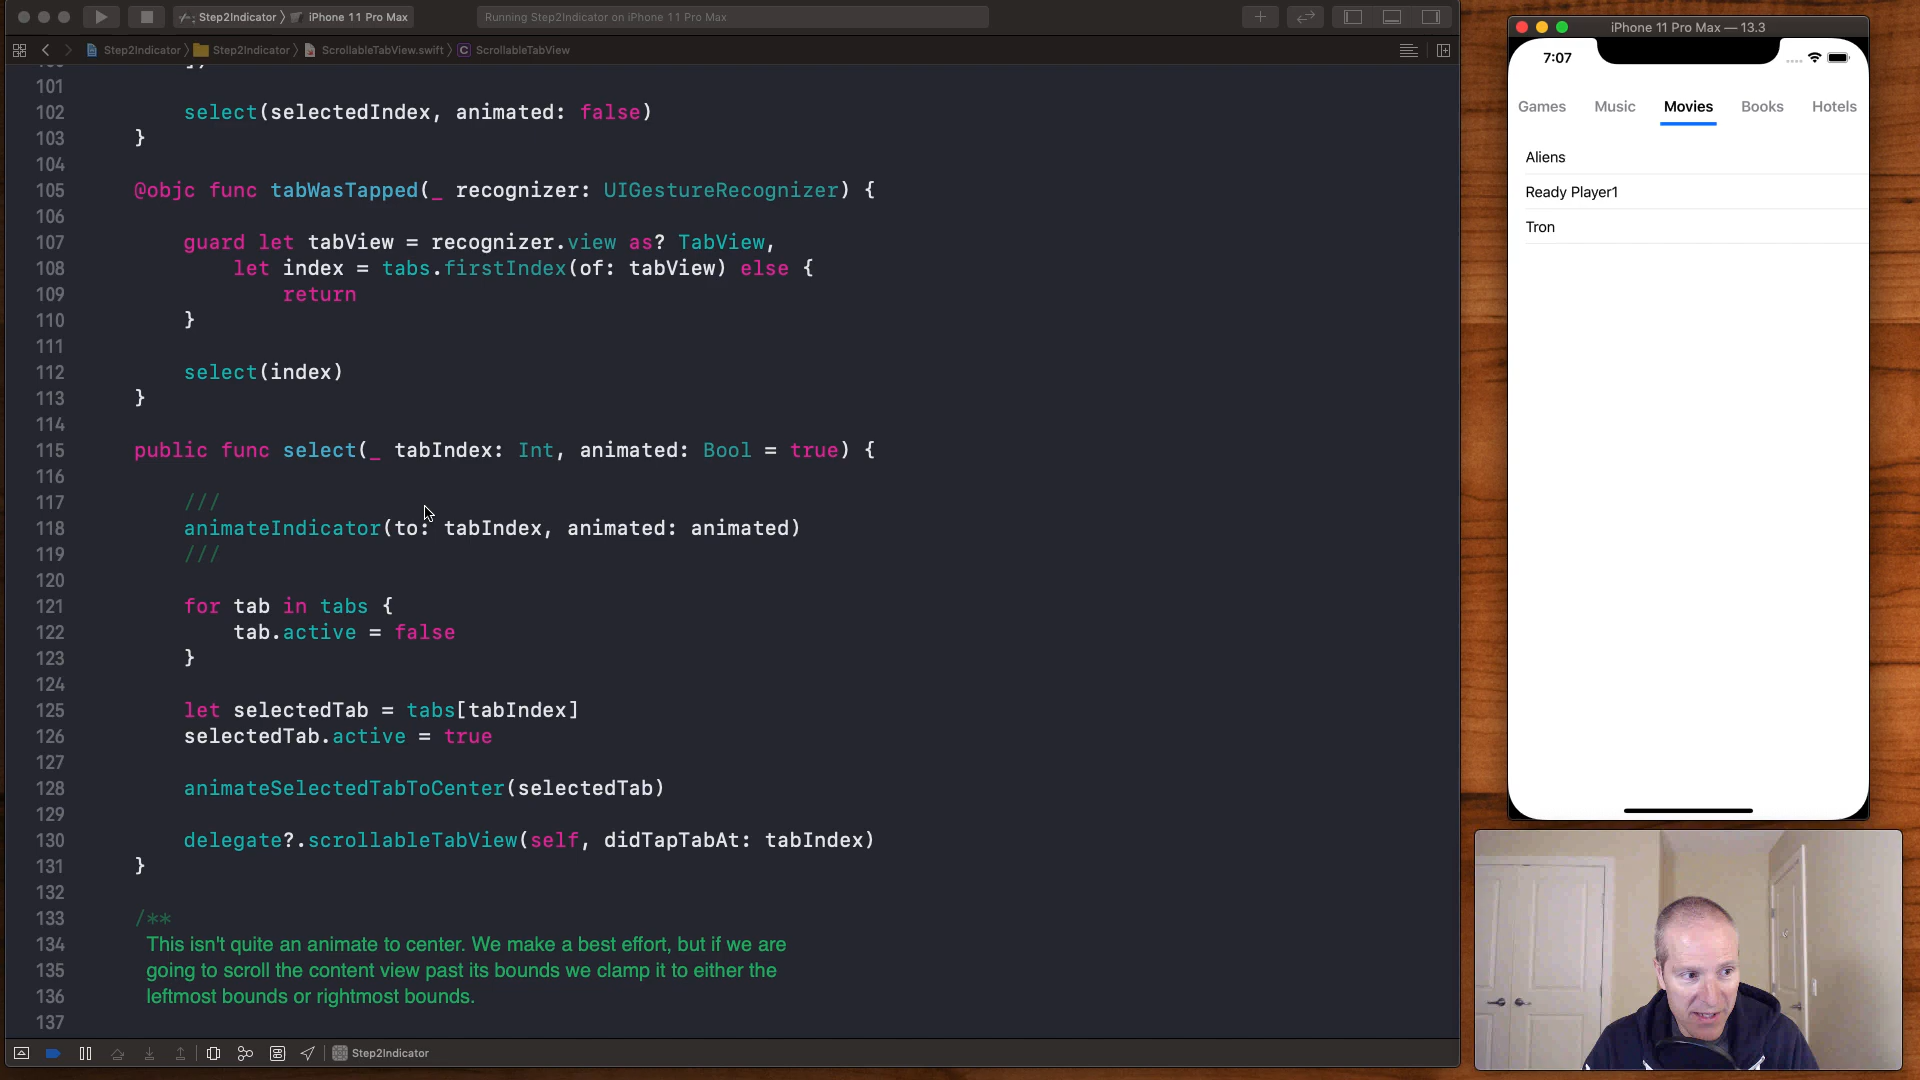 Step2Indicator 〉 iPhone 11 Pro Max
Running Step2Indicator on iPhone 11 Pro Max
Step2Indicator 〉 Step2Indicator 〉 ScrollableTabView.swift 〉 C ScrollableTabView
101
102 select(selectedIndex, animated: false)
103 }
104
105 @objc func tabWasTapped(_ recognizer: UIGestureRecognizer) {
106
107 guard let tabView = recognizer.view as? TabView,
108 let index = tabs.firstIndex(of: tabView) else {
109 return
110 }
111
112 select(index)
113 }
114
115 public func select(_ tabIndex: Int, animated: Bool = true) {
116
117 ///
118 animateIndicator(to: tabIndex, animated: animated)
119 ///
120
121 for tab in tabs {
122 tab.active = false
123 }
124
125 let selectedTab = tabs[tabIndex]
126 selectedTab.active = true
127
128 animateSelectedTabToCenter(selectedTab)
129
130 delegate?.scrollableTabView(self, didTapTabAt: tabIndex)
131 }
132
133 /**
134 This isn't quite an animate to center. We make a best effort, but if we are
135 going to scroll the content view past its bounds we clamp it to either the
136 leftmost bounds or rightmost bounds.
137
Step2Indicator
iPhone 11 Pro Max — 13.3
7:07
Games Music Movies Books Hotels
Aliens
Ready Player1
Tron